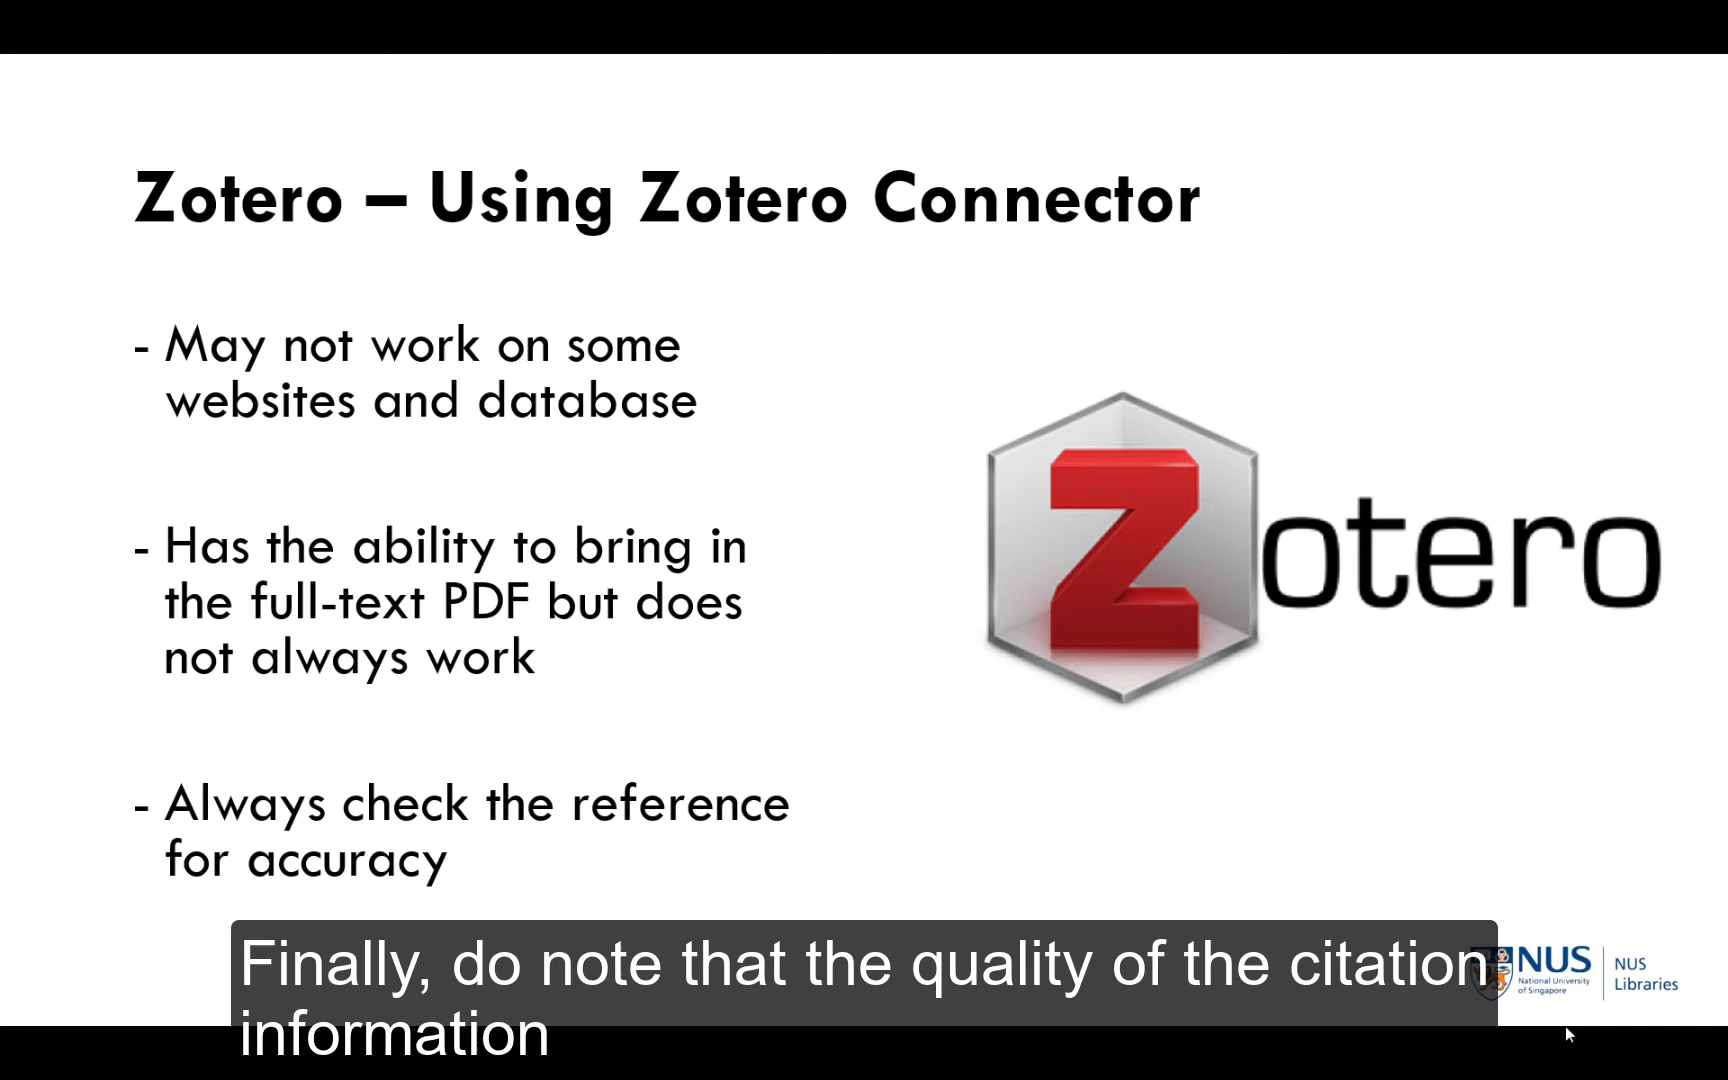 Zotero – Using Zotero Connector
- May not work on some
websites and database
- Has the ability to bring in
the full-text PDF but does
not always work
- Always check the reference
for accuracy
Zotero
Finally, do note that the quality of the citation
information
NUS
National University
of Singapore
NUS
Libraries